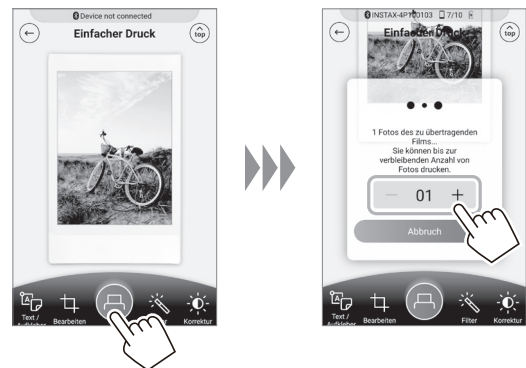 Device not connected
Einfacher Druck
top
Text /
Aufkleber
Bearbeiten
Korrektur
INSTAX-4P100103 7/10
Einfacher Druck
top
1 Fotos des zu übertragenden
Films...
Sie können bis zur
verbleibenden Anzahl von
Fotos drucken.
01
Abbruch
Text /
Aufkleber
Bearbeiten
Filter
Korrektur